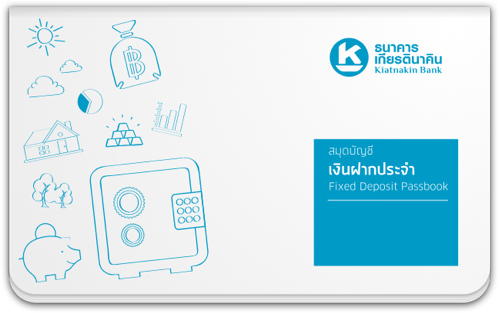 ธนาคาร
เกียรตินาคิน
Kiatnakin Bank
สมุดบัญชี
เงินฝากประจำ
Fixed Deposit Passbook